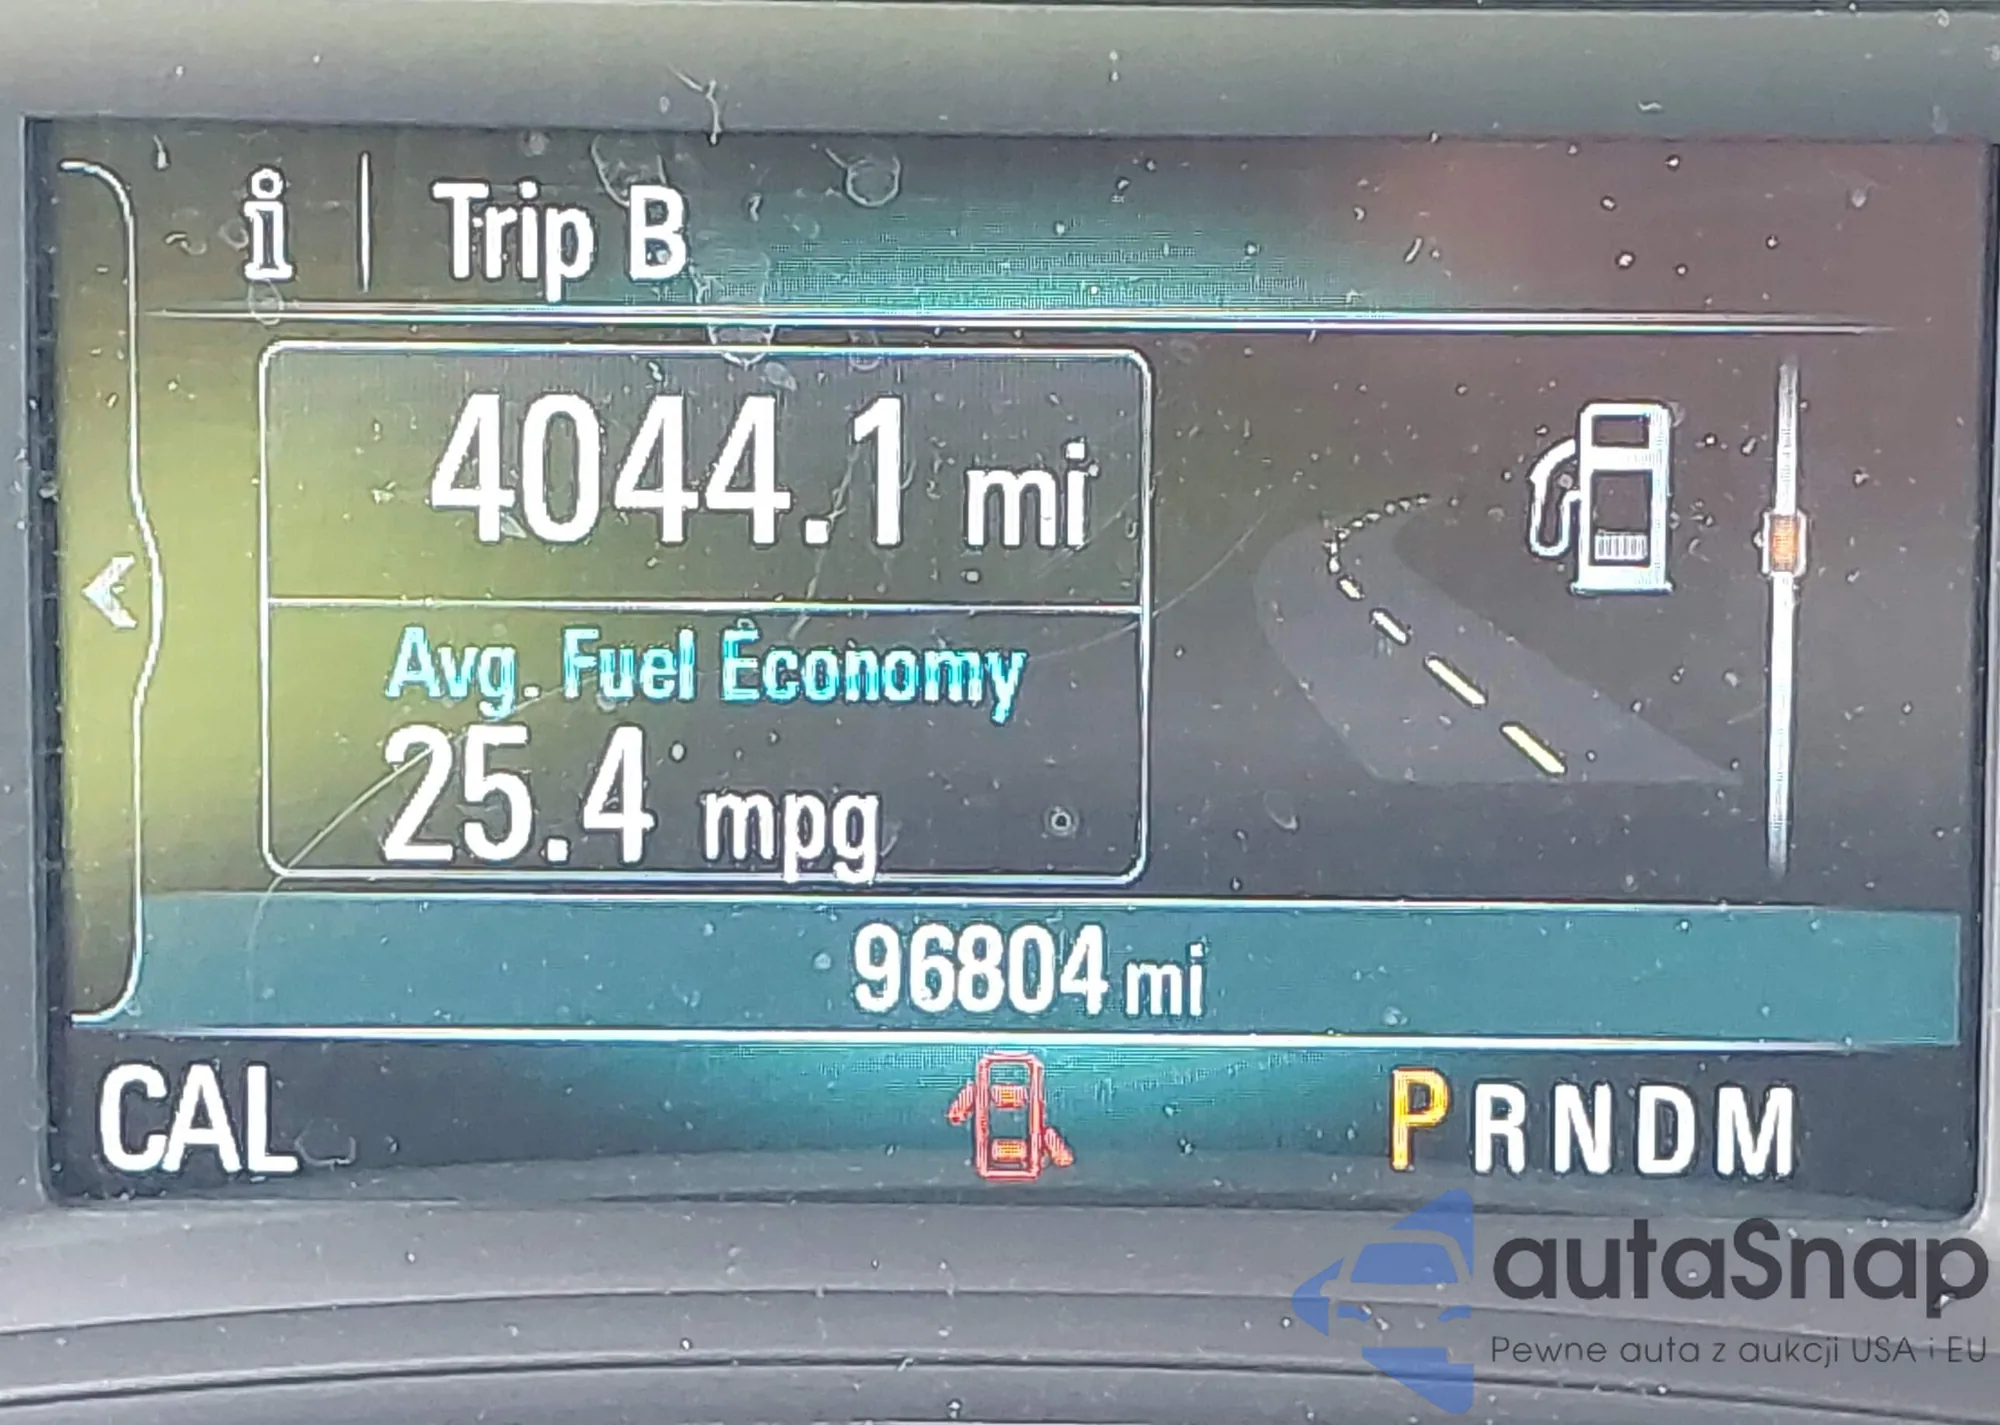 i | Trip B
4044.1 mi
Avg. Fuel Economy
25.4 mpg
96804 mi
CAL
PRNDM
autaSnap
Pewne auta z aukcji USA i EU